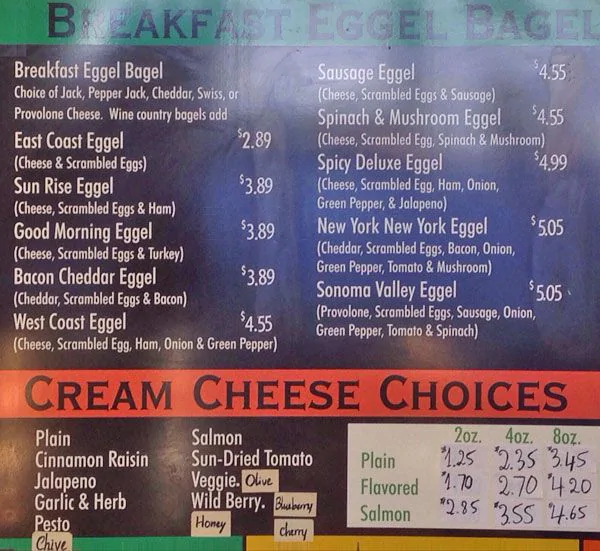 BREAKFAST EGGEL BAGEL
Breakfast Eggel Bagel
Choice of Jack, Pepper Jack, Cheddar, Swiss, or
Provolone Cheese. Wine country bagels add
East Coast Eggel $2.89
(Cheese & Scrambled Eggs)
Sun Rise Eggel $3.89
(Cheese, Scrambled Eggs & Ham)
Good Morning Eggel $3.89
(Cheese, Scrambled Eggs & Turkey)
Bacon Cheddar Eggel $3.89
(Cheddar, Scrambled Eggs & Bacon)
West Coast Eggel $4.55
(Cheese, Scrambled Egg, Ham, Onion & Green Pepper)
Sausage Eggel $4.55
(Cheese, Scrambled Eggs & Sausage)
Spinach & Mushroom Eggel $4.55
(Cheese, Scrambled Egg, Spinach & Mushroom)
Spicy Deluxe Eggel $4.99
(Cheese, Scrambled Egg, Ham, Onion,
Green Pepper, & Jalapeno)
New York New York Eggel $5.05
(Cheddar, Scrambled Eggs, Bacon, Onion,
Green Pepper, Tomato & Mushroom)
Sonoma Valley Eggel $5.05
(Provolone, Scrambled Eggs, Sausage, Onion,
Green Pepper, Tomato & Spinach)
CREAM CHEESE CHOICES
Plain
Cinnamon Raisin
Jalapeno
Garlic & Herb
Pesto
Chive
Salmon
Sun-Dried Tomato
Veggie. Olive
Wild Berry. Blueberry
Honey Cherry
2oz. 4oz. 8oz.
Plain $1.25 $2.35 $3.45
Flavored $1.70 2.70 $4.20
Salmon $2.85 $3.55 $4.65